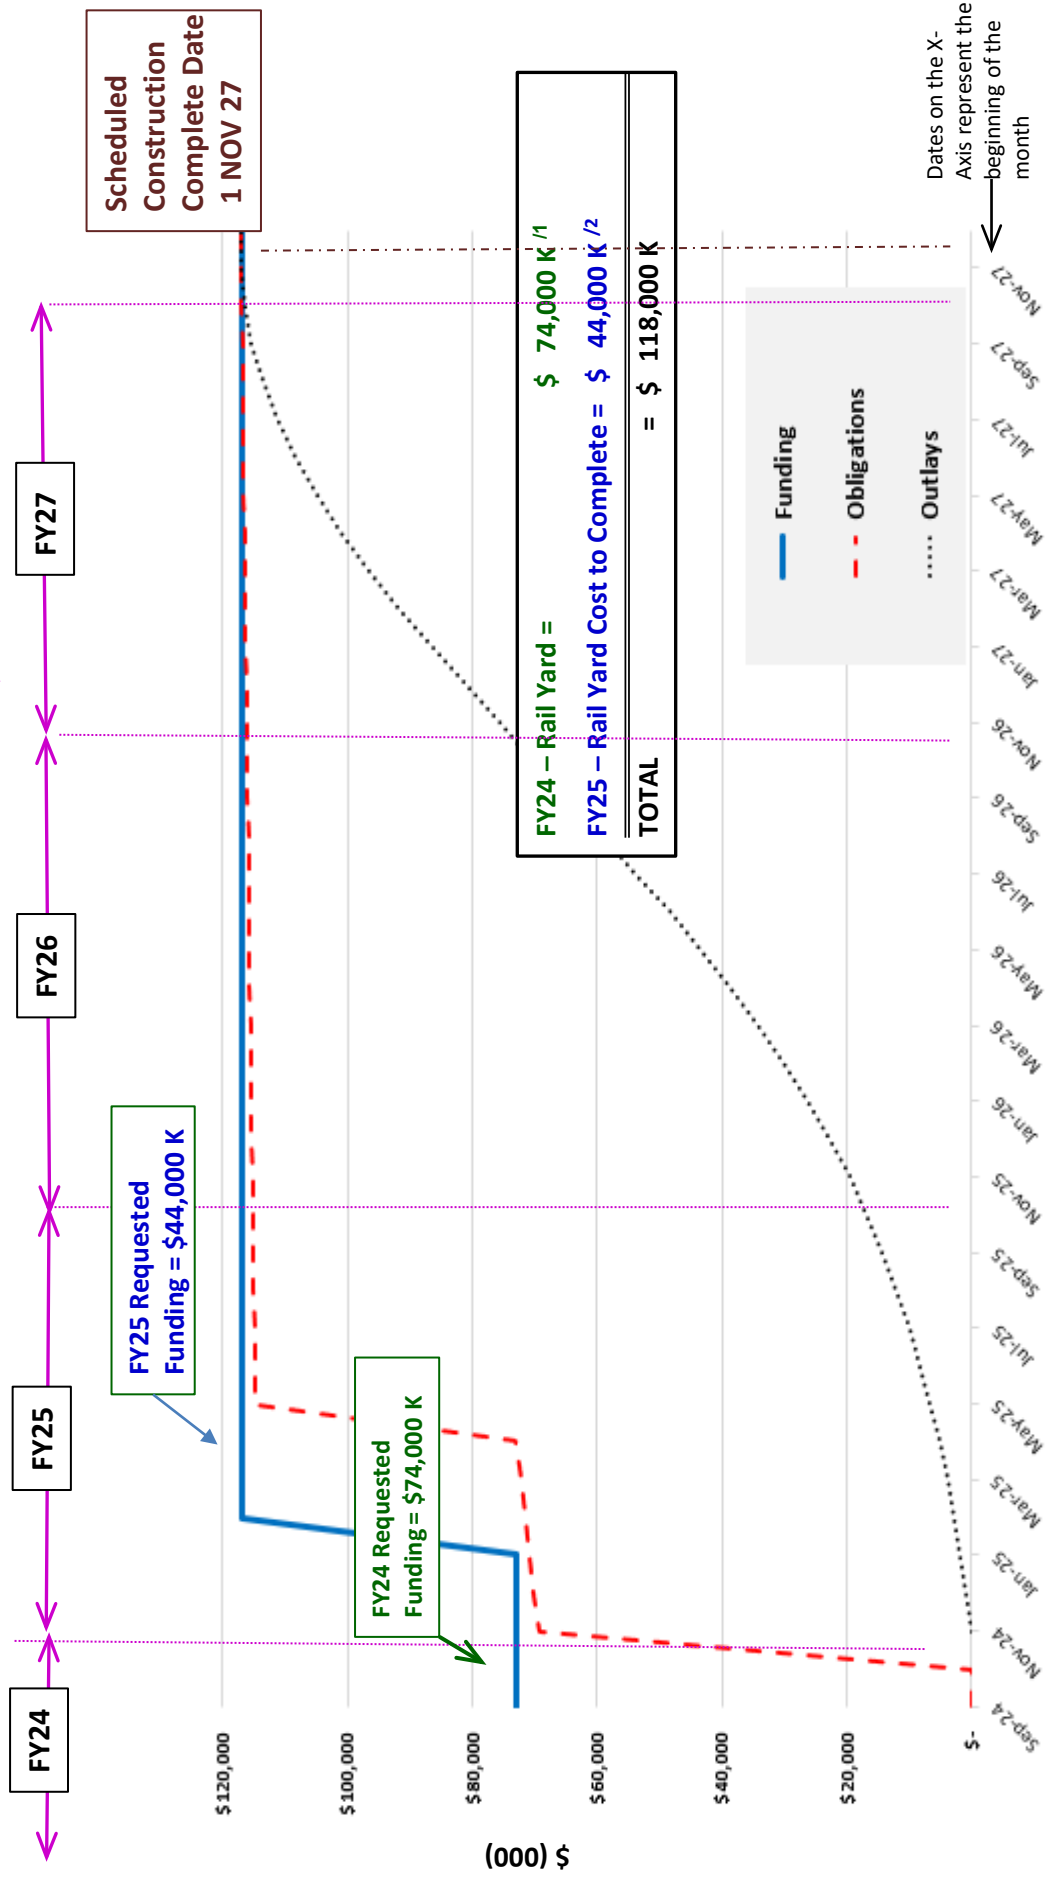 FY24
FY25
FY26
FY27
Scheduled
Construction
Complete Date
1 NOV 27
FY25 Requested
Funding = $44,000 K
FY24 Requested
Funding = $74,000 K
FY24 – Rail Yard = $ 74,000 K /1
FY25 – Rail Yard Cost to Complete = $ 44,000 K /2
TOTAL = $ 118,000 K
Funding
Obligations
Outlays
$ (000)
$120,000
$100,000
$80,000
$60,000
$40,000
$20,000
$-
Sep-24
Nov-24
Jan-25
Mar-25
May-25
Jul-25
Sep-25
Nov-25
Jan-26
Mar-26
May-26
Jul-26
Sep-26
Nov-26
Jan-27
Mar-27
May-27
Jul-27
Sep-27
Nov-27
Dates on the X-
Axis represent the
beginning of the
month